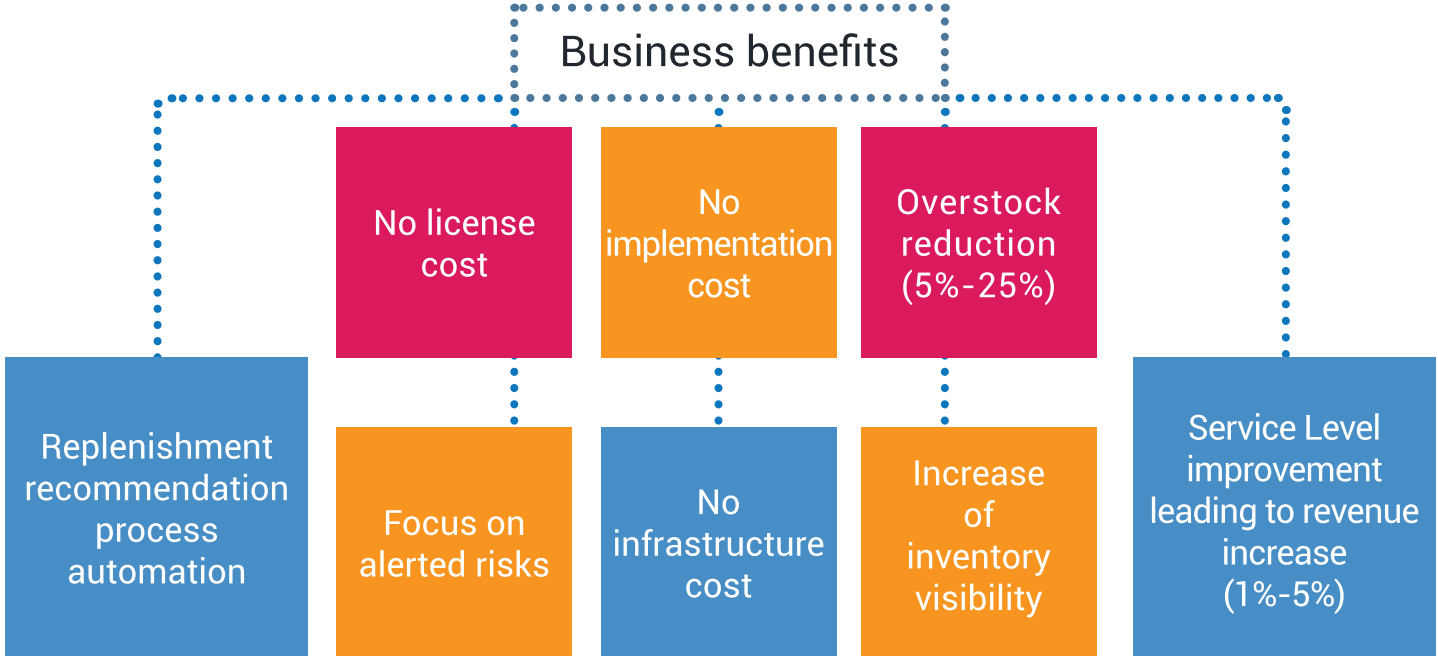 Business benefits
No license
cost
No
implementation
cost
Overstock
reduction
(5%-25%)
Replenishment
recommendation
process
automation
Focus on
alerted risks
No
infrastructure
cost
Increase
of
inventory
visibility
Service Level
improvement
leading to revenue
increase
(1%-5%)